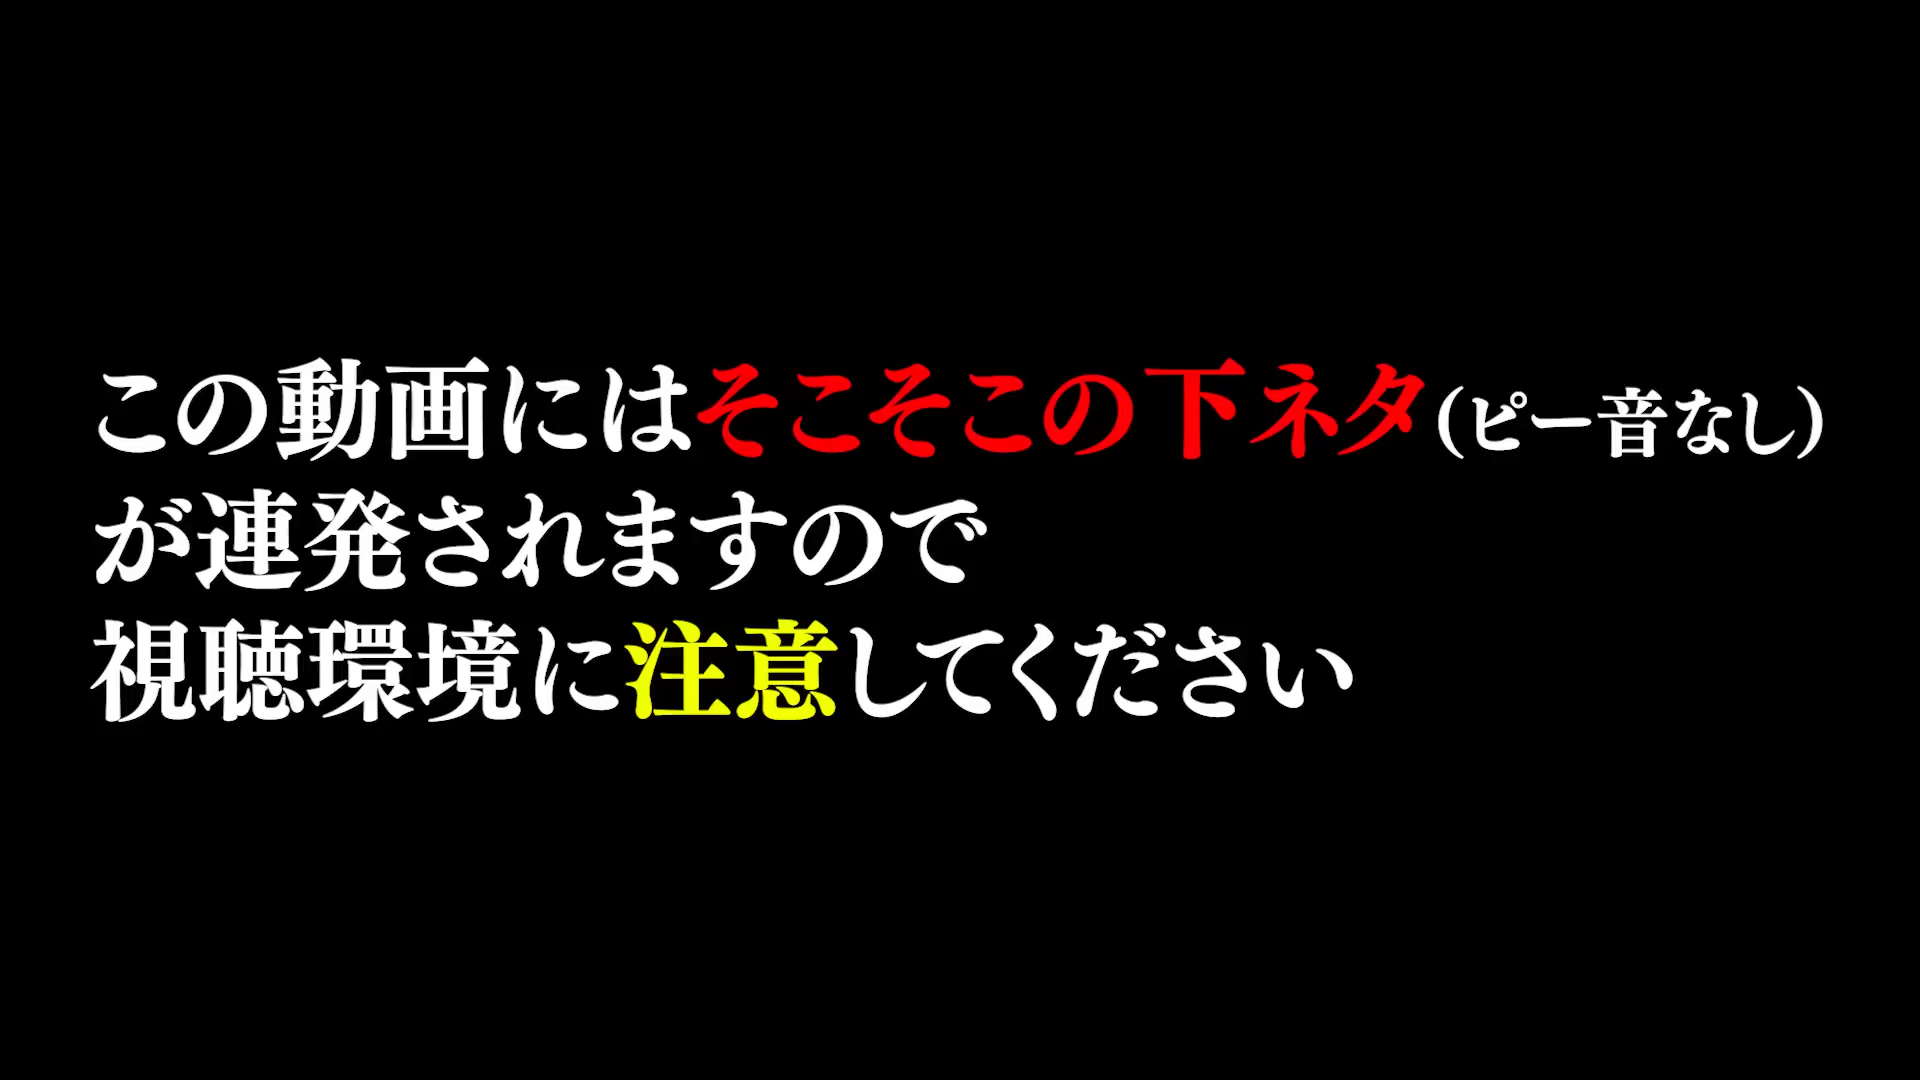 この動画にはそこそこの下ネタ(ピー音なし)
が連発されますので
視聴環境に注意してください